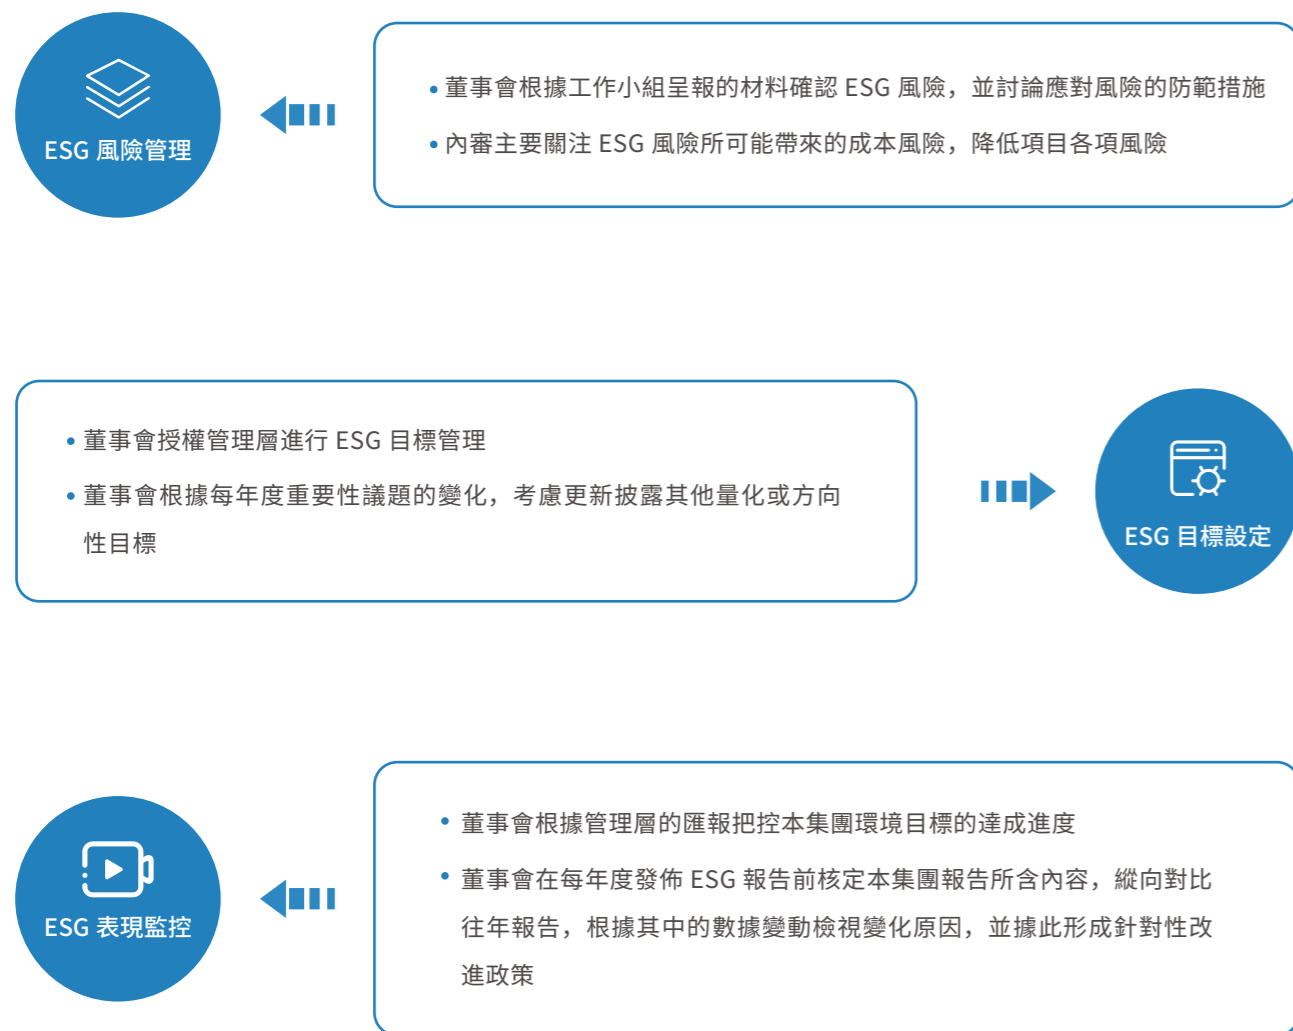 ESG 風險管理
• 董事會根據工作小組呈報的材料確認 ESG 風險，並討論應對風險的防範措施
• 內審主要關注 ESG 風險所可能帶來的成本風險，降低項目各項風險
• 董事會授權管理層進行 ESG 目標管理
• 董事會根據每年度重要性議題的變化，考慮更新披露其他量化或方向
性目標
ESG 目標設定
ESG 表現監控
• 董事會根據管理層的匯報把控本集團環境目標的達成進度
• 董事會在每年度發佈 ESG 報告前核定本集團報告所含內容，縱向對比
往年報告，根據其中的數據變動檢視變化原因，並據此形成針對性改
進政策